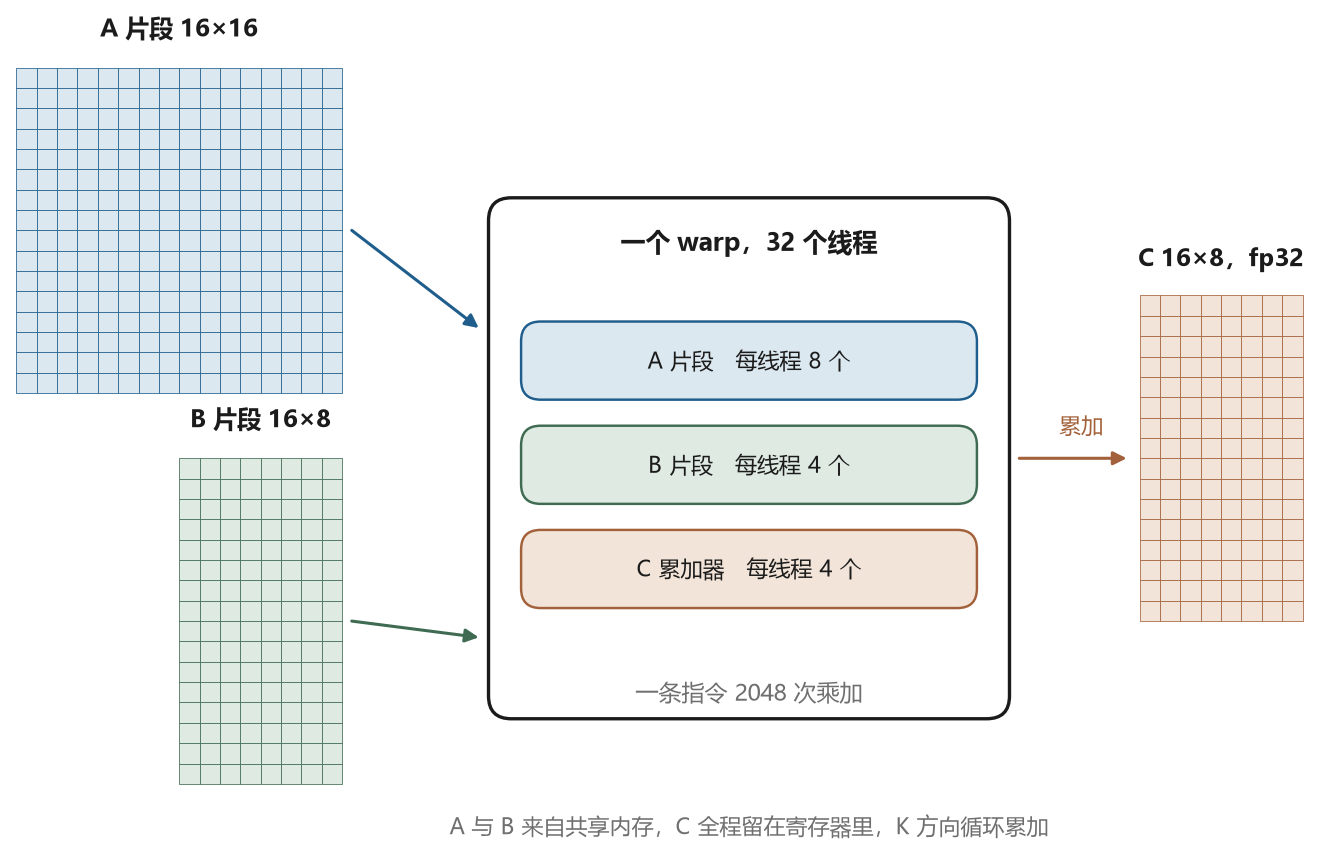 A 片段 16×16
B 片段 16×8
一个 warp，32 个线程
A 片段 每线程 8 个
B 片段 每线程 4 个
C 累加器 每线程 4 个
一条指令 2048 次乘加
累加
C 16×8，fp32
A 与 B 来自共享内存，C 全程留在寄存器里，K 方向循环累加